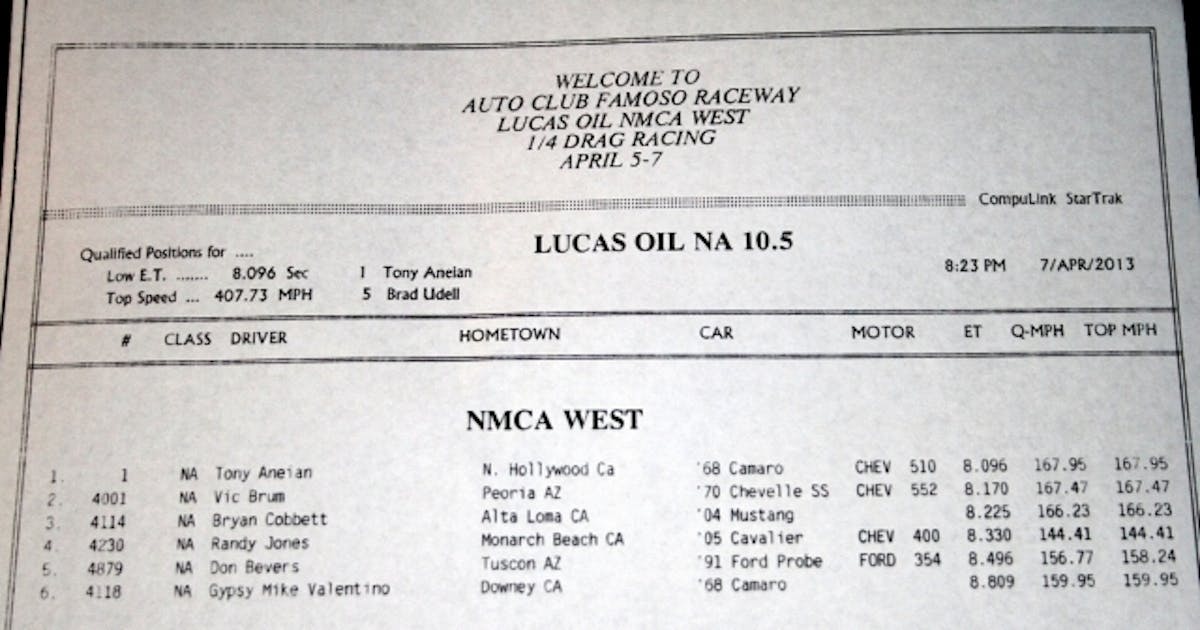 WELCOME TO
AUTO CLUB FAMOSO RACEWAY
LUCAS OIL NMCA WEST
1/4 DRAG RACING
APRIL 5-7
CompuLink StarTrak
LUCAS OIL NA 10.5
Qualified Positions for ....
Low E.T. ....... 8.096 Sec 1 Tony Aneian 8:23 PM 7/APR/2013
Top Speed ... 407.73 MPH 5 Brad Udell
# CLASS DRIVER HOMETOWN CAR MOTOR ET Q-MPH TOP MPH
NMCA WEST
1. 1 NA Tony Aneian N. Hollywood Ca '68 Camaro CHEV 510 8.096 167.95 167.95
2. 4001 NA Vic Brum Peoria AZ '70 Chevelle SS CHEV 552 8.170 167.47 167.47
3. 4114 NA Bryan Cobbett Alta Loma CA '04 Mustang 8.225 166.23 166.23
4. 4230 NA Randy Jones Monarch Beach CA '05 Cavalier CHEV 400 8.330 144.41 144.41
5. 4879 NA Don Bevers Tuscon AZ '91 Ford Probe FORD 354 8.496 156.77 158.24
6. 4118 NA Gypsy Mike Valentino Downey CA '68 Camaro 8.809 159.95 159.95